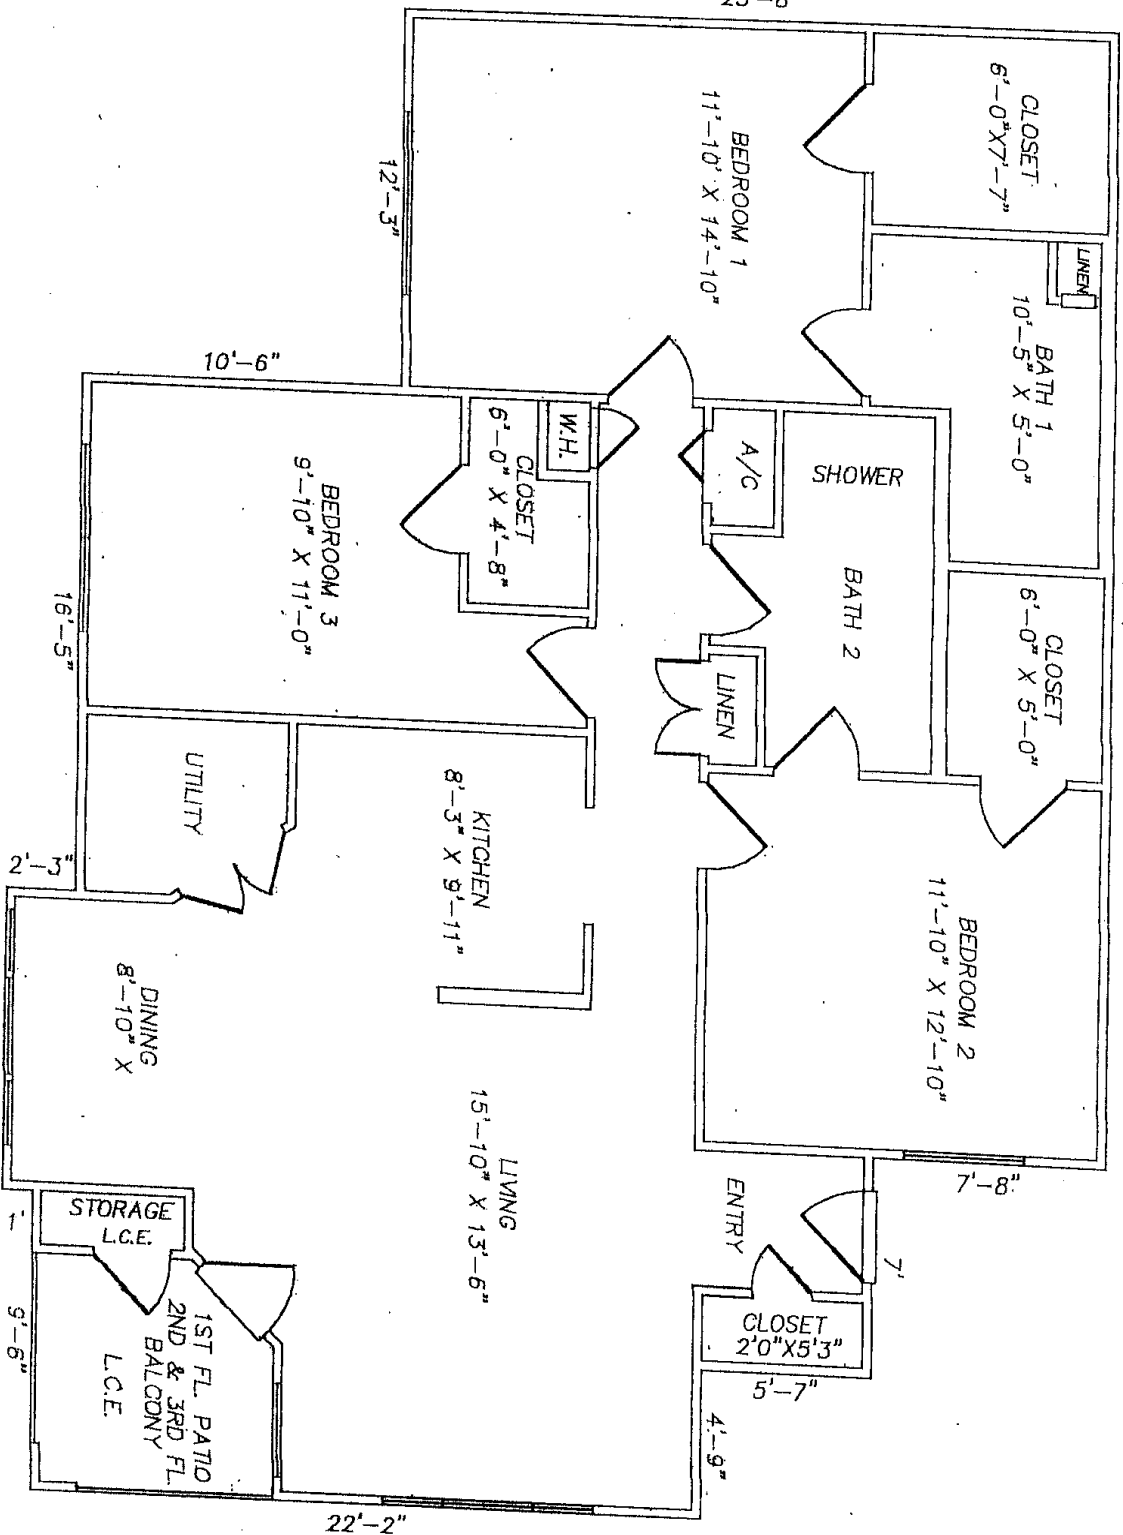 CLOSET
6'-0"X7'-7"
BEDROOM 1
11'-10' X 14'-10"
12'-3"
LINEN
BATH 1
10'-5" X 5'-0"
10'-6"
W.H.
CLOSET
6'-0" X 4'-8"
A/C
SHOWER
BATH 2
BEDROOM 3
9'-10" X 11'-0"
16'-5"
CLOSET
6'-0" X 5'-0"
LINEN
UTILITY
KITCHEN
8'-3" X 9'-11"
2'-3"
BEDROOM 2
11'-10" X 12'-10"
DINING
8'-10" X
LIVING
15'-10" X 13'-6"
7'-8"
ENTRY
7'
STORAGE
L.C.E.
1'
CLOSET
2'0"X5'3"
5'-7"
4'-9"
1ST FL. PATIO
2ND & 3RD FL.
BALCONY
L.C.E.
9'-6"
22'-2"